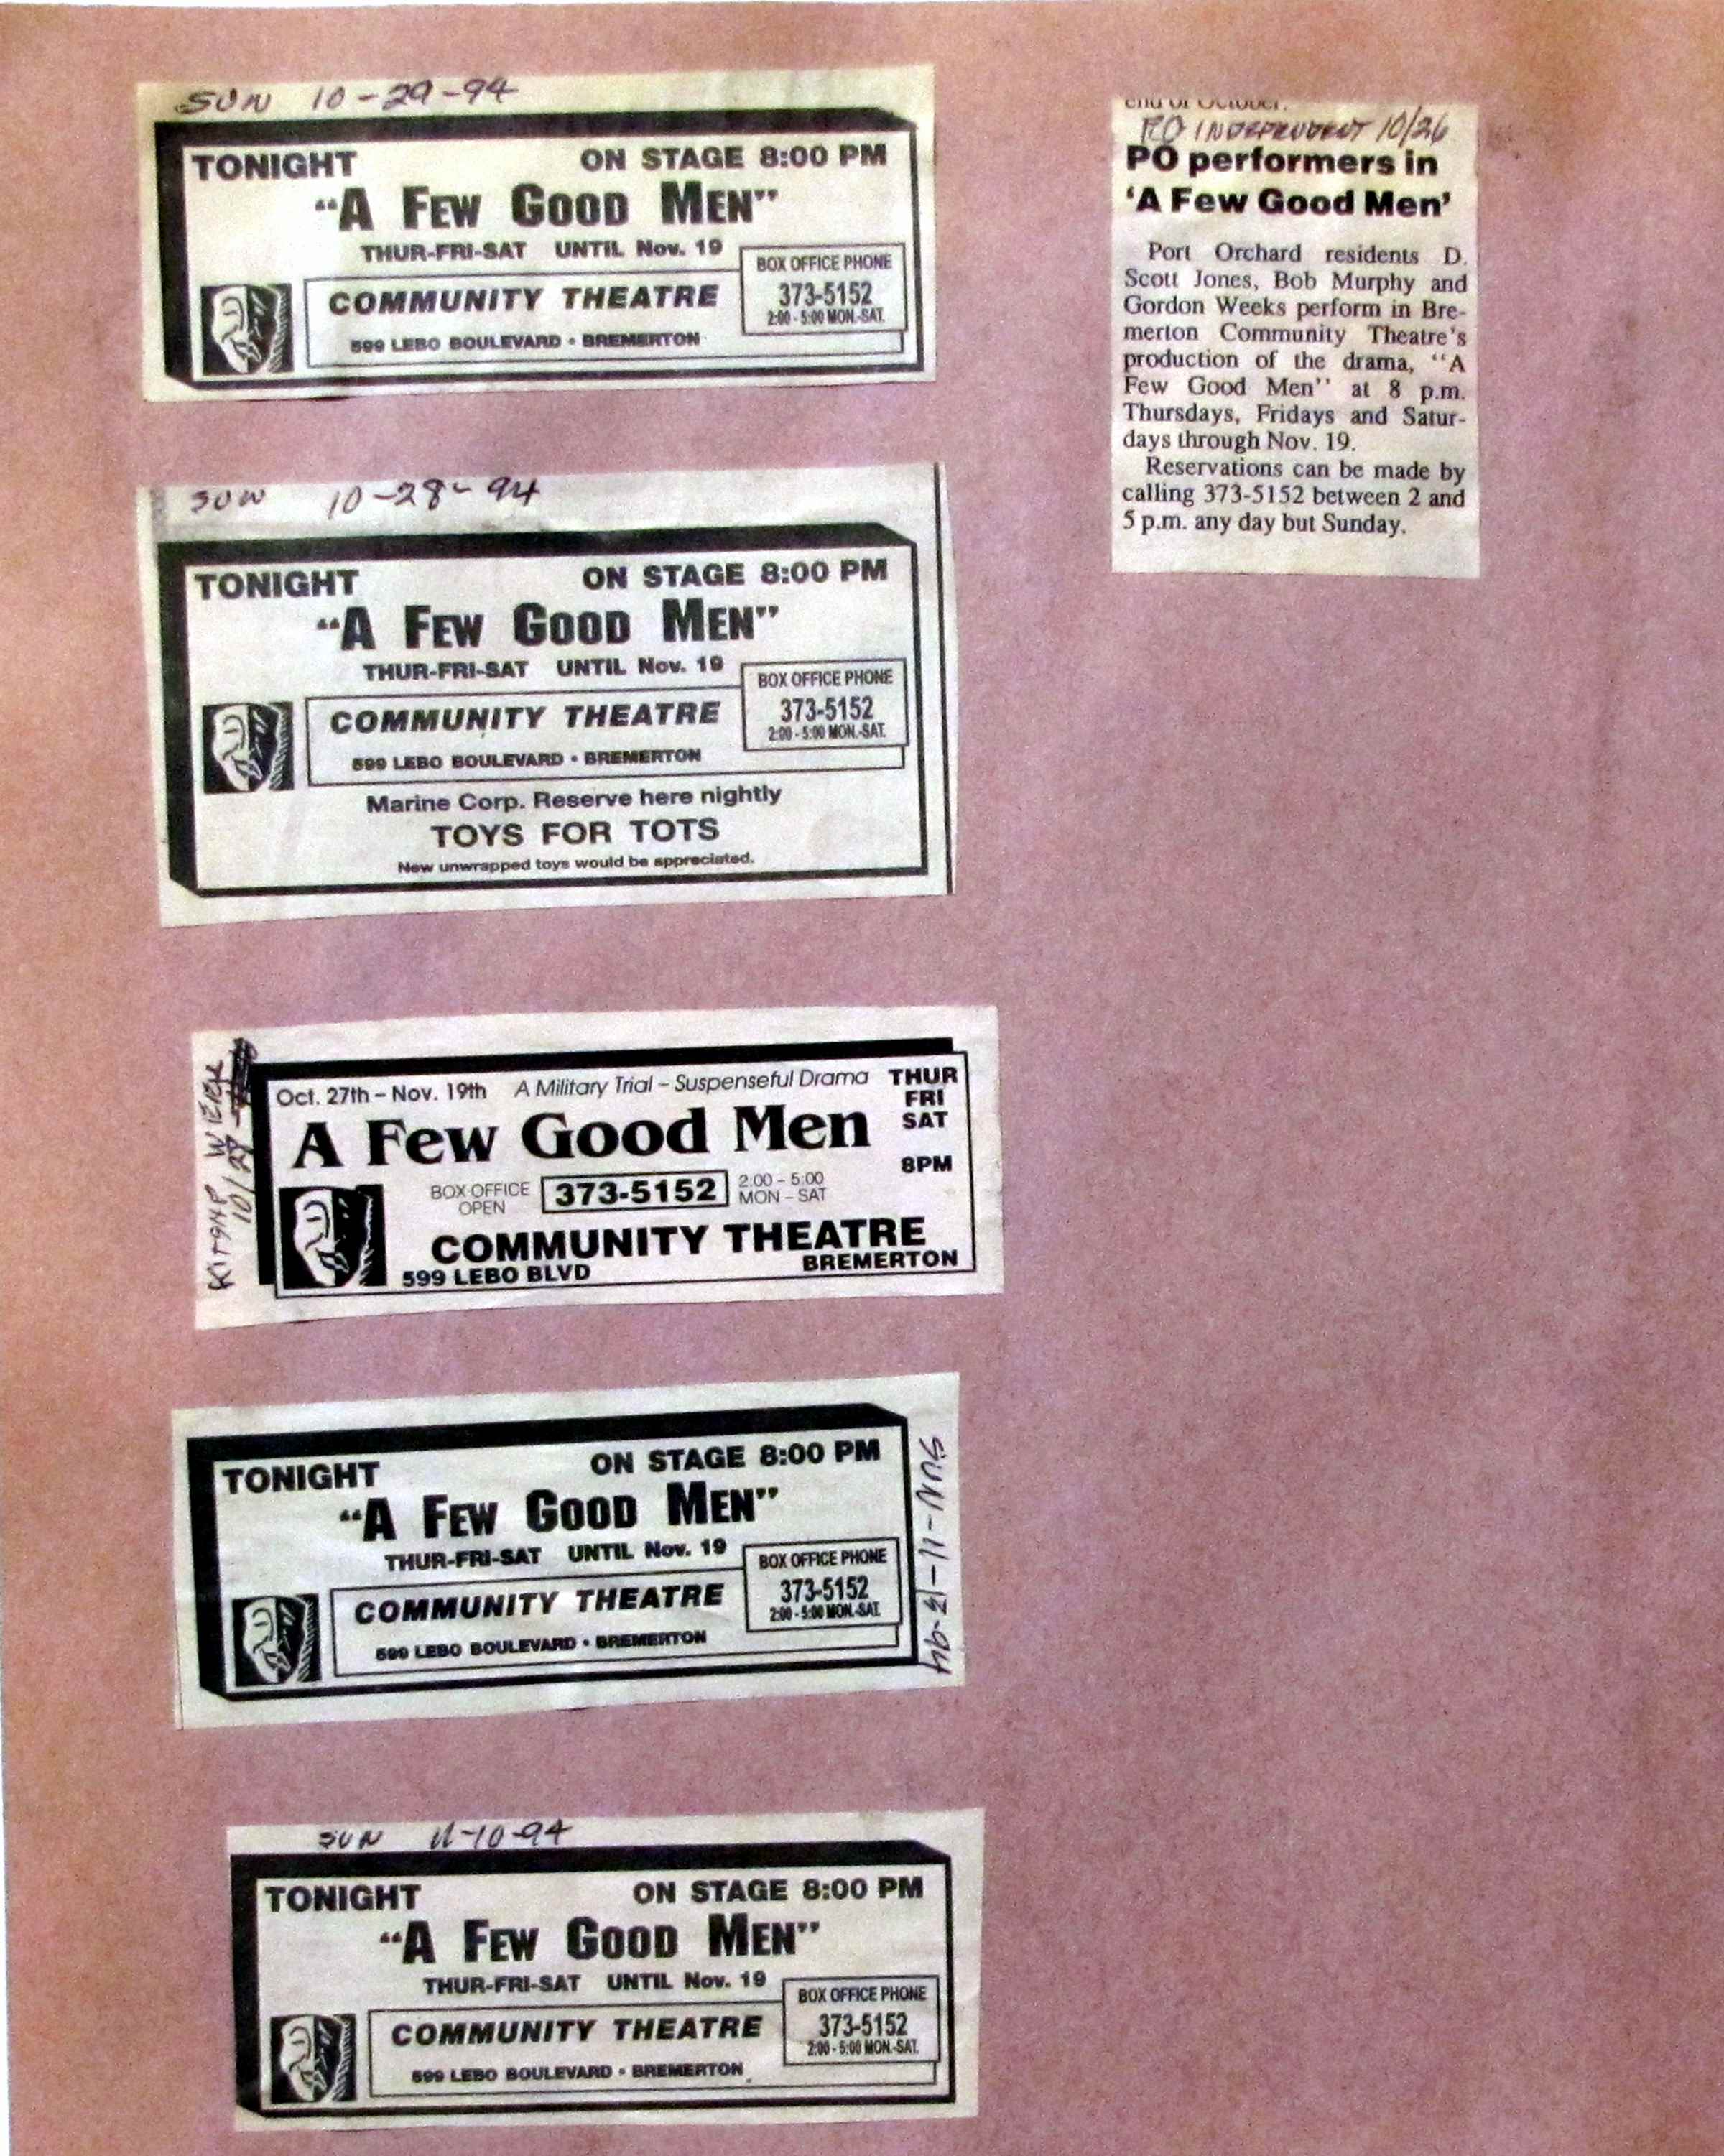 SUN 10-29-94
TONIGHT ON STAGE 8:00 PM
“A FEW GOOD MEN”
THUR-FRI-SAT UNTIL Nov. 19
BOX OFFICE PHONE
373-5152
2:00 - 5:00 MON.-SAT.
COMMUNITY THEATRE
599 LEBO BOULEVARD • BREMERTON
SUN 10-28-94
TONIGHT ON STAGE 8:00 PM
“A FEW GOOD MEN”
THUR-FRI-SAT UNTIL Nov. 19
BOX OFFICE PHONE
373-5152
2:00 - 5:00 MON.-SAT.
COMMUNITY THEATRE
599 LEBO BOULEVARD • BREMERTON
Marine Corp. Reserve here nightly
TOYS FOR TOTS
New unwrapped toys would be appreciated.
KITSAP WEEK
Oct. 27th – Nov. 19th A Military Trial – Suspenseful Drama
THUR
FRI
SAT
8PM
A Few Good Men
BOX OFFICE
OPEN
373-5152
2:00 – 5:00
MON – SAT
COMMUNITY THEATRE
599 LEBO BLVD BREMERTON
TONIGHT ON STAGE 8:00 PM
“A FEW GOOD MEN”
THUR-FRI-SAT UNTIL Nov. 19
BOX OFFICE PHONE
373-5152
2:00 - 5:00 MON.-SAT.
COMMUNITY THEATRE
599 LEBO BOULEVARD • BREMERTON
SUN-11-12-94
SUN 11-10-94
TONIGHT ON STAGE 8:00 PM
“A FEW GOOD MEN”
THUR-FRI-SAT UNTIL Nov. 19
BOX OFFICE PHONE
373-5152
2:00 - 5:00 MON.-SAT.
COMMUNITY THEATRE
599 LEBO BOULEVARD • BREMERTON
end of October.
PO INDEPENDENT 10/26
PO performers in
‘A Few Good Men’
Port Orchard residents D.
Scott Jones, Bob Murphy and
Gordon Weeks perform in Bre-
merton Community Theatre's
production of the drama, “A
Few Good Men” at 8 p.m.
Thursdays, Fridays and Satur-
days through Nov. 19.
Reservations can be made by
calling 373-5152 between 2 and
5 p.m. any day but Sunday.